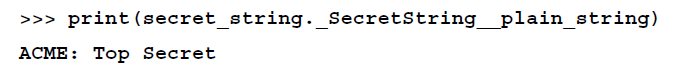 >>> print(secret_string._SecretString__plain_string)
ACME: Top Secret